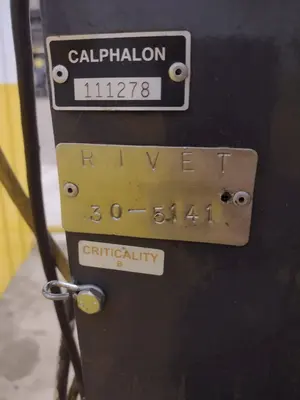 CALPHALON
111278
RIVET
30-5141
CRITICALITY